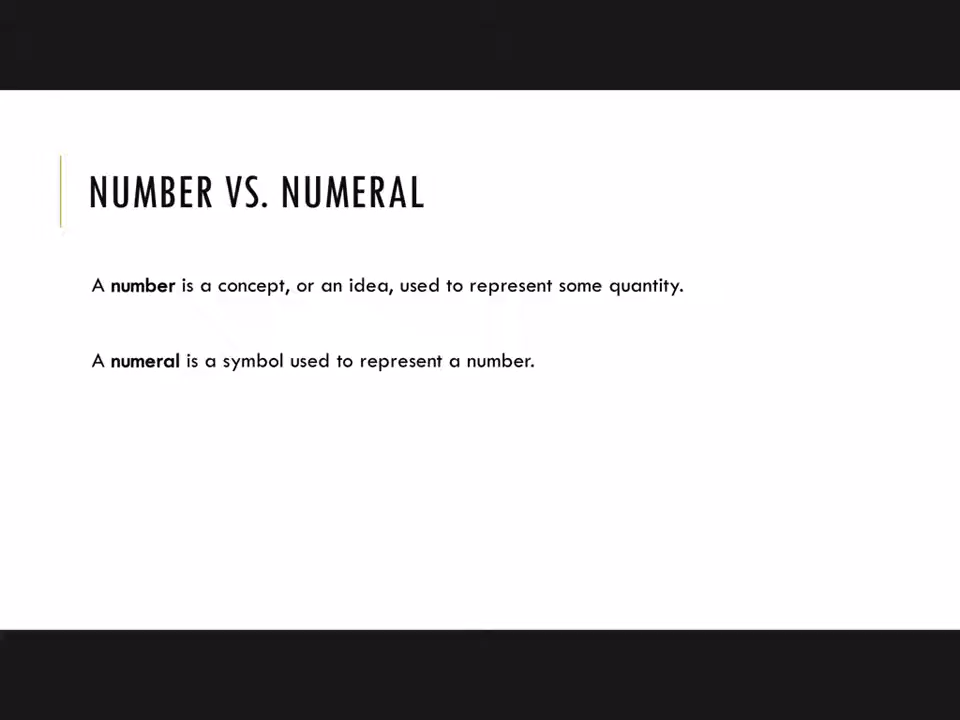 NUMBER VS. NUMERAL
A number is a concept, or an idea, used to represent some quantity.
A numeral is a symbol used to represent a number.